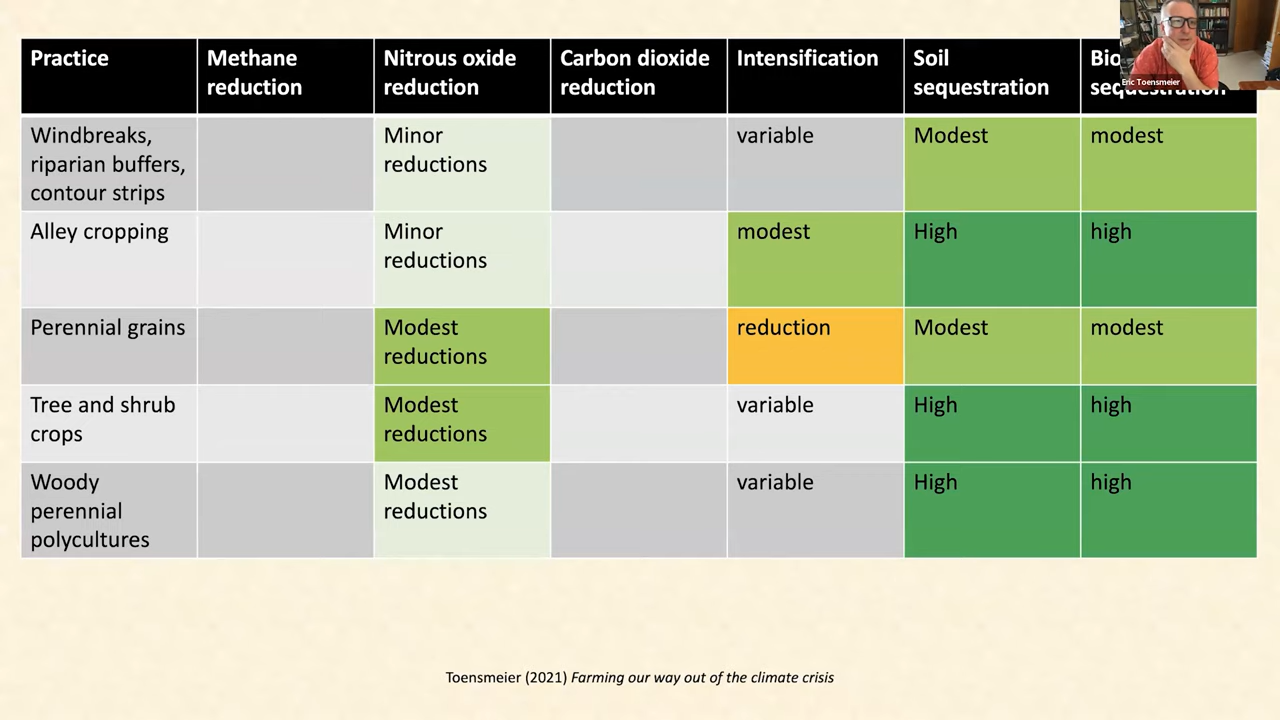 Practice
Methane
reduction
Nitrous oxide
reduction
Carbon dioxide
reduction
Intensification
Soil
sequestration
Eric Toensmeier
Windbreaks,
riparian buffers,
contour strips
Minor
reductions
variable
Modest
modest
Alley cropping
Minor
reductions
modest
High
high
Perennial grains
Modest
reductions
reduction
Modest
modest
Tree and shrub
crops
Modest
reductions
variable
High
high
Woody
perennial
polycultures
Modest
reductions
variable
High
high
Toensmeier (2021) Farming our way out of the climate crisis